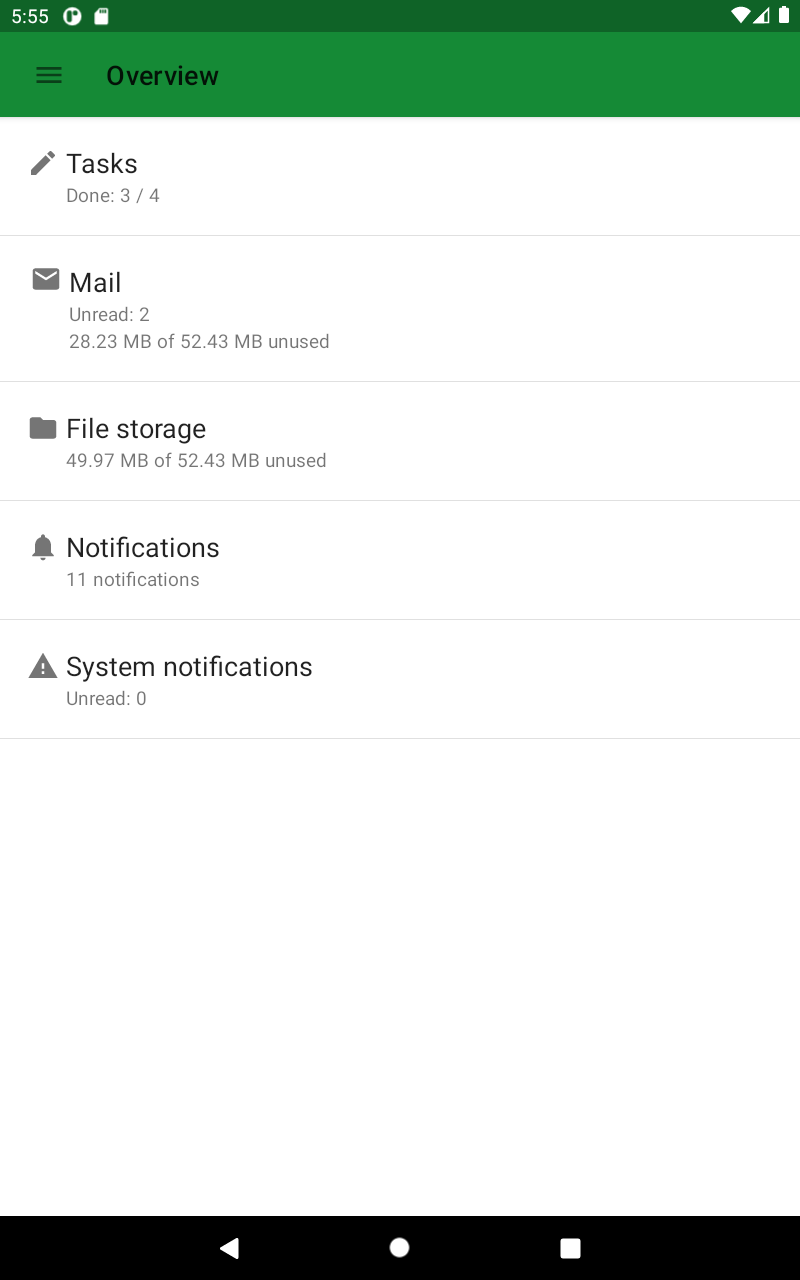 5:55
Overview
Tasks
Done: 3 / 4
Mail
Unread: 2
28.23 MB of 52.43 MB unused
File storage
49.97 MB of 52.43 MB unused
Notifications
11 notifications
System notifications
Unread: 0